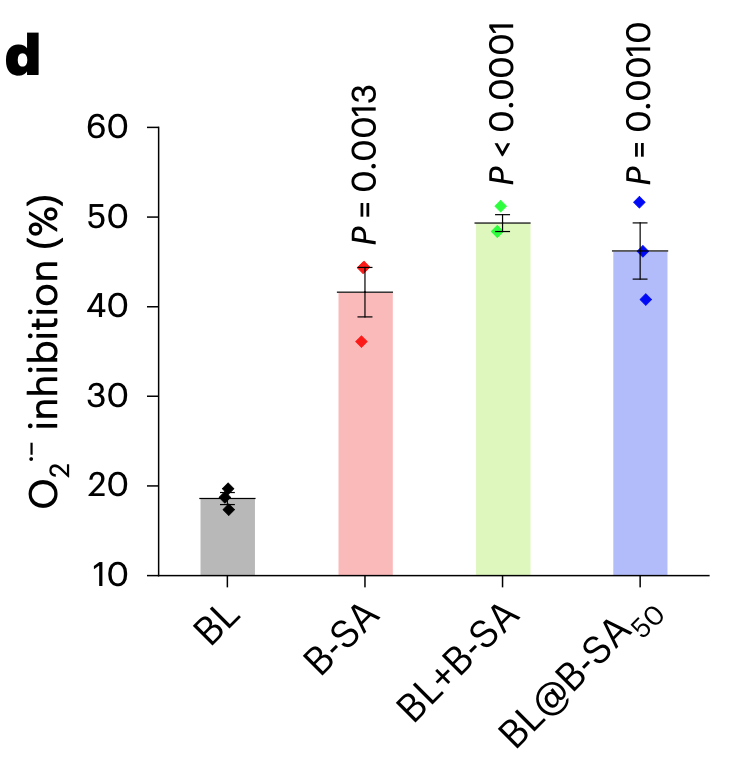 d
P = 0.0013
P < 0.0001
P = 0.0010
O₂˙⁻ inhibition (%)
60
50
40
30
20
10
BL
B-SA
BL+B-SA
BL@B-SA₅₀